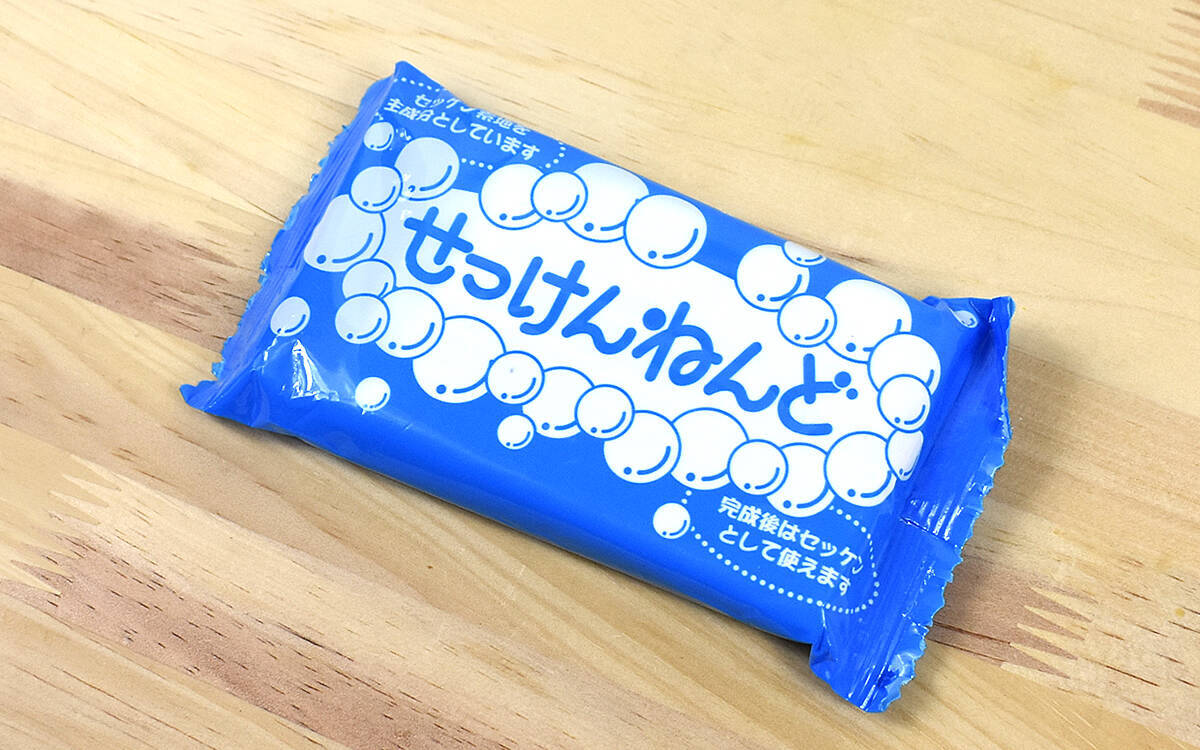 セッケン素地を
主成分としています
せっけんねんど
完成後はセッケン
として使えます